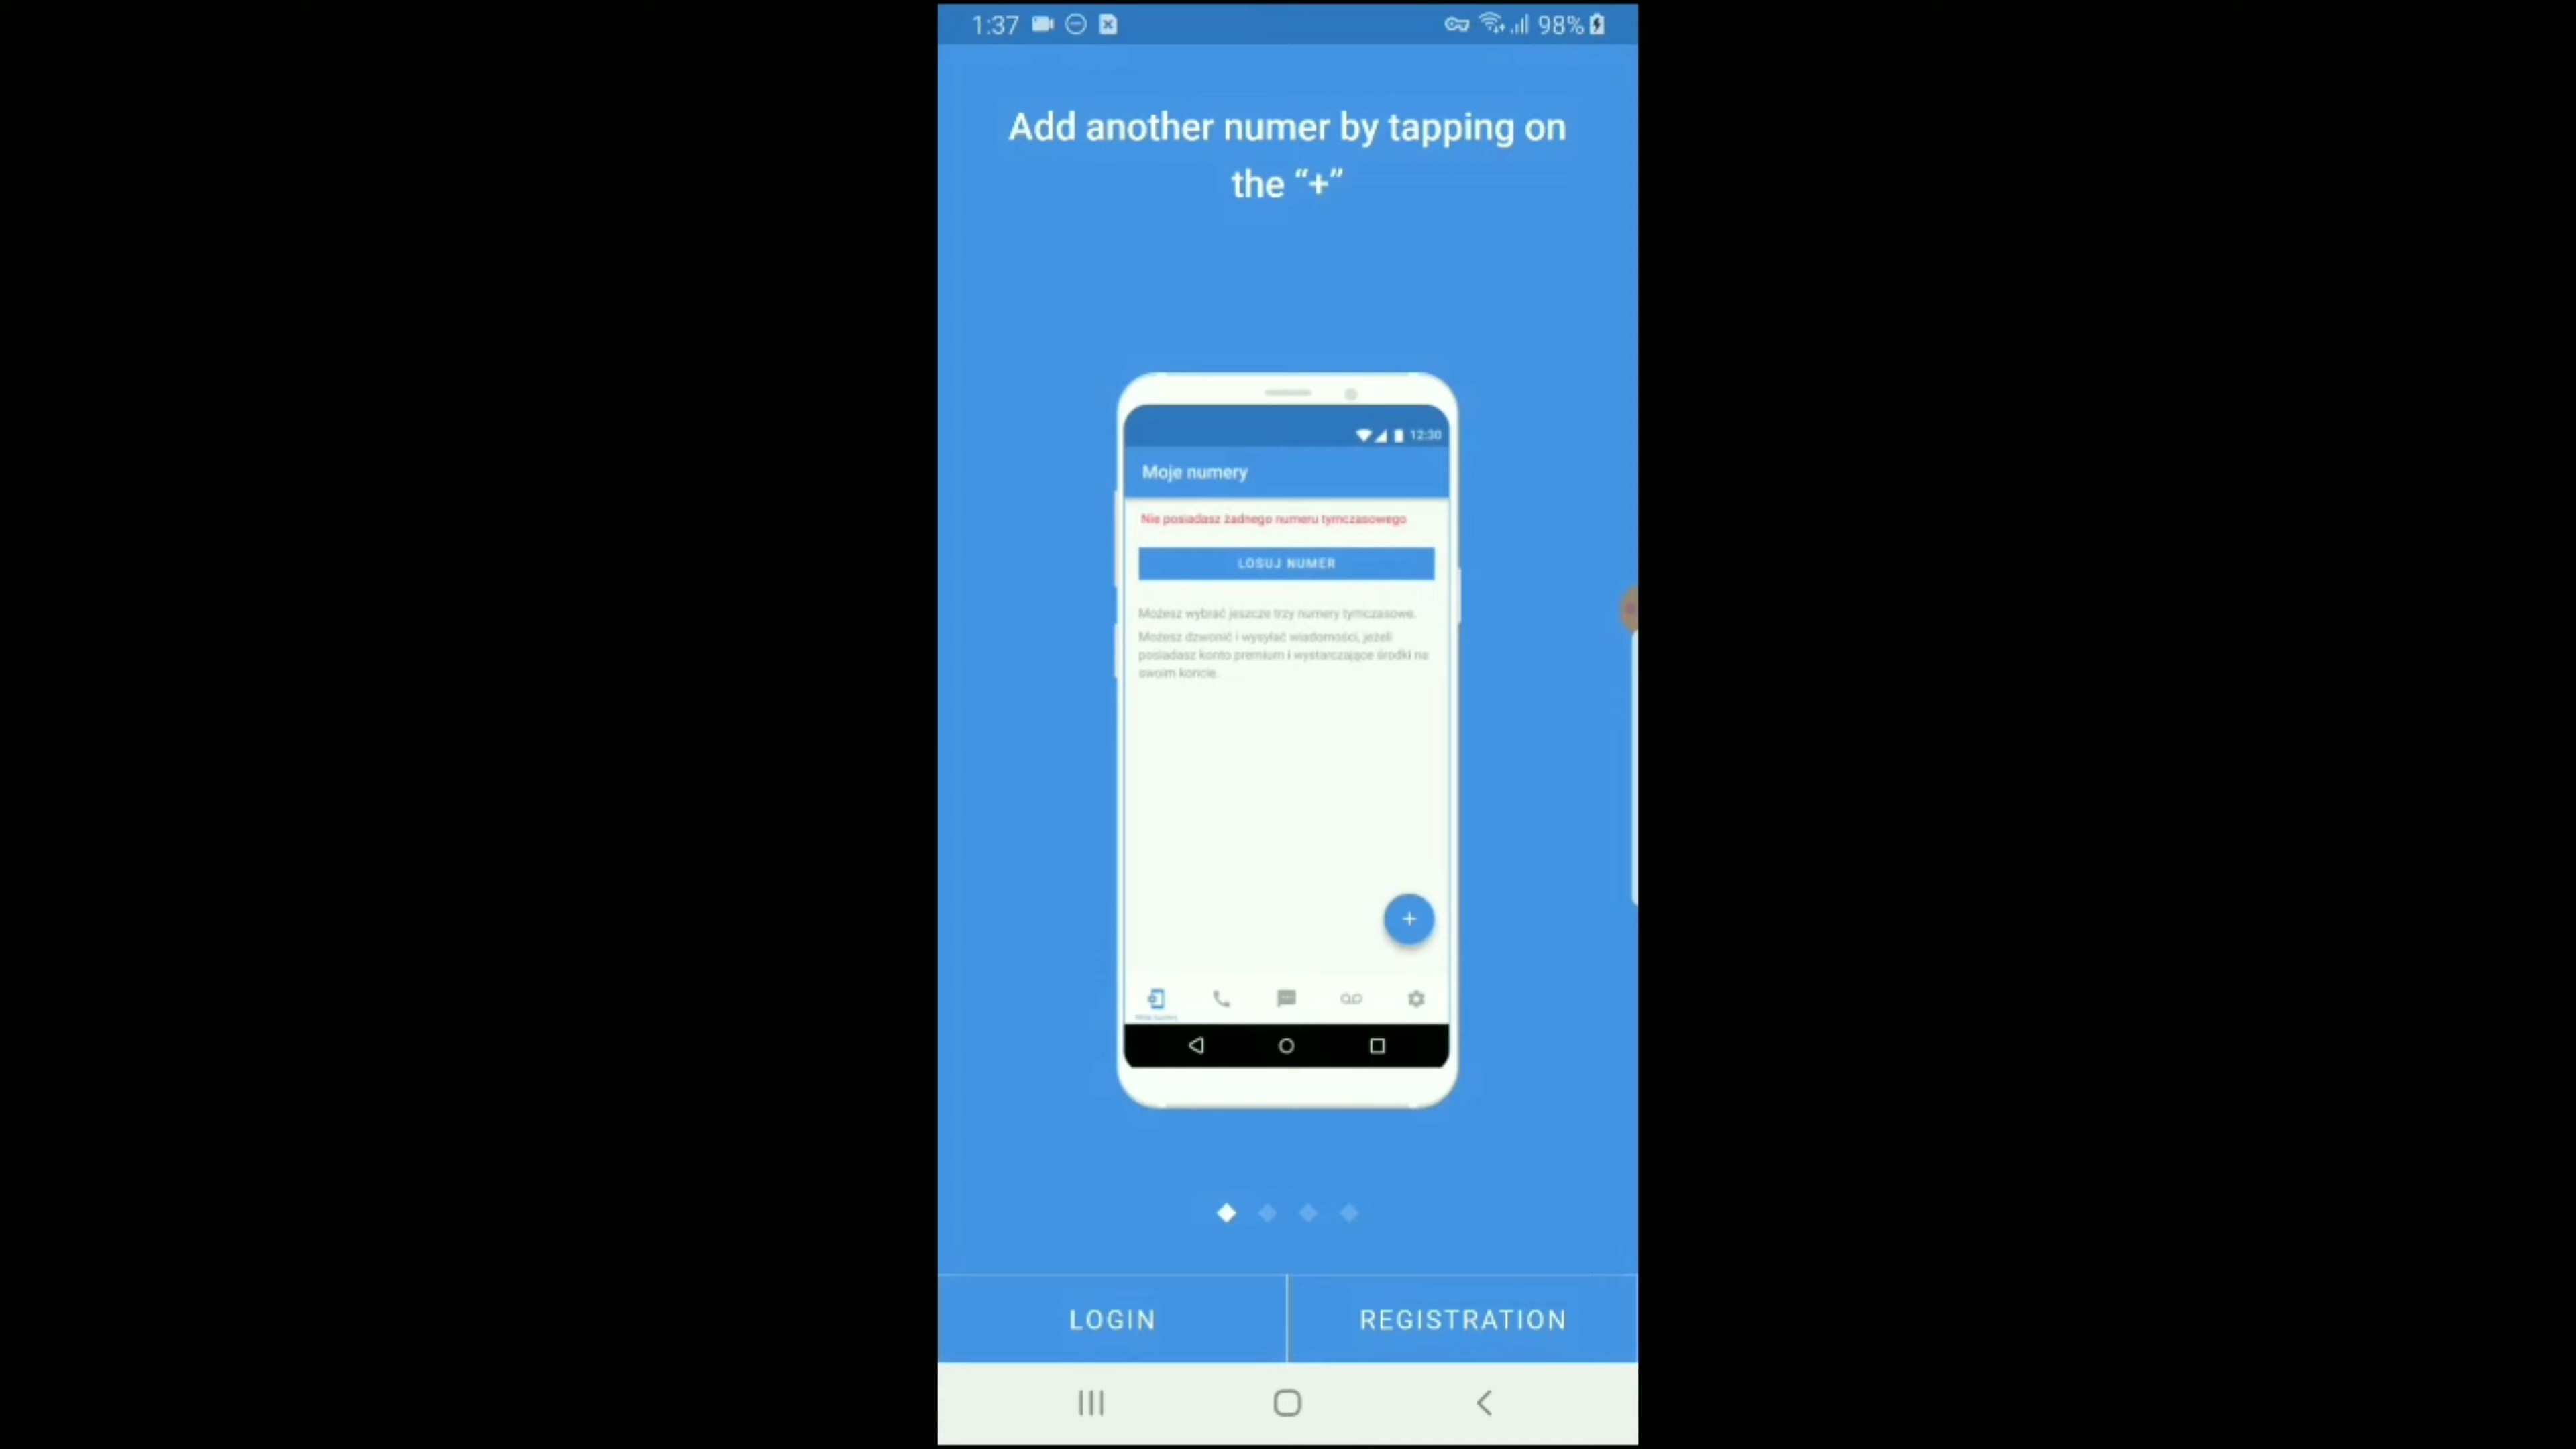 1:37
98%
Add another numer by tapping on
the “+”
12:30
Moje numery
Nie posiadasz żadnego numeru tymczasowego
LOSUJ NUMER
Możesz wybrać jeszcze trzy numery tymczasowe.
Możesz dzwonić i wysyłać wiadomości, jeżeli
posiadasz konto premium i wystarczające środki na
swoim koncie.
LOGIN
REGISTRATION